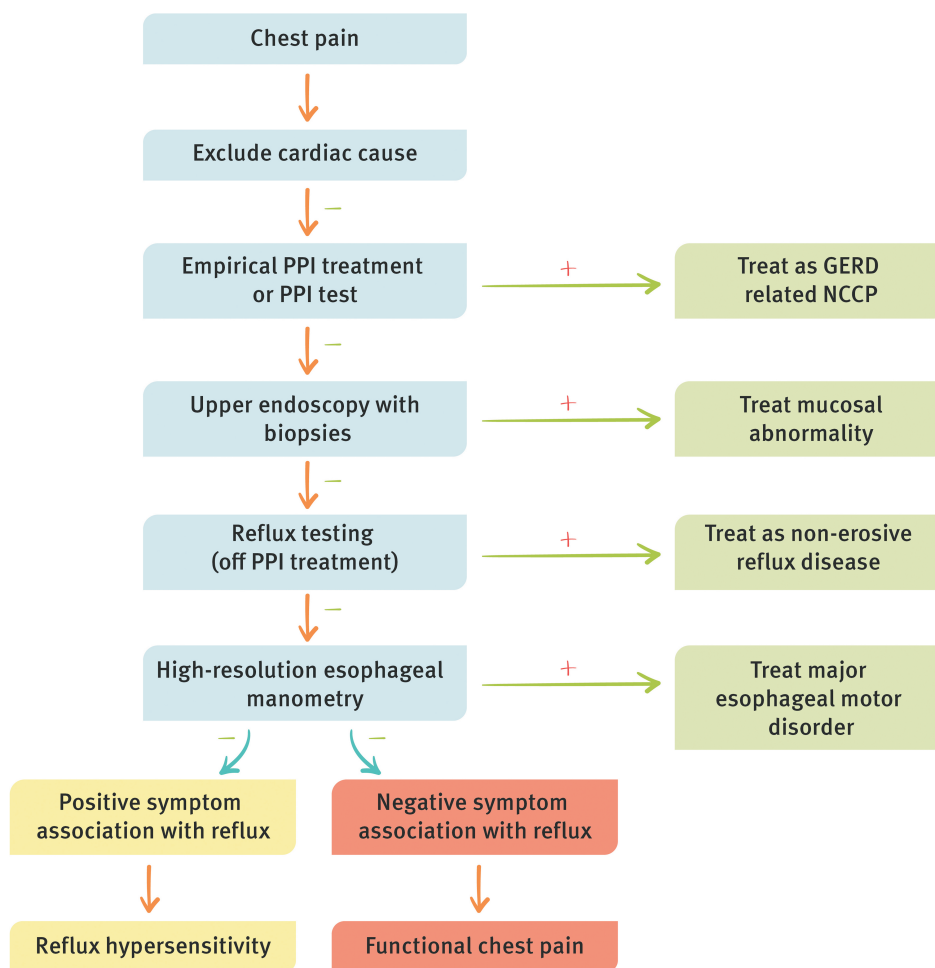 Chest pain
Exclude cardiac cause
–
Empirical PPI treatment
or PPI test
+
Treat as GERD
related NCCP
–
Upper endoscopy with
biopsies
+
Treat mucosal
abnormality
–
Reflux testing
(off PPI treatment)
+
Treat as non-erosive
reflux disease
–
High-resolution esophageal
manometry
+
Treat major
esophageal motor
disorder
–
–
Positive symptom
association with reflux
Negative symptom
association with reflux
Reflux hypersensitivity
Functional chest pain